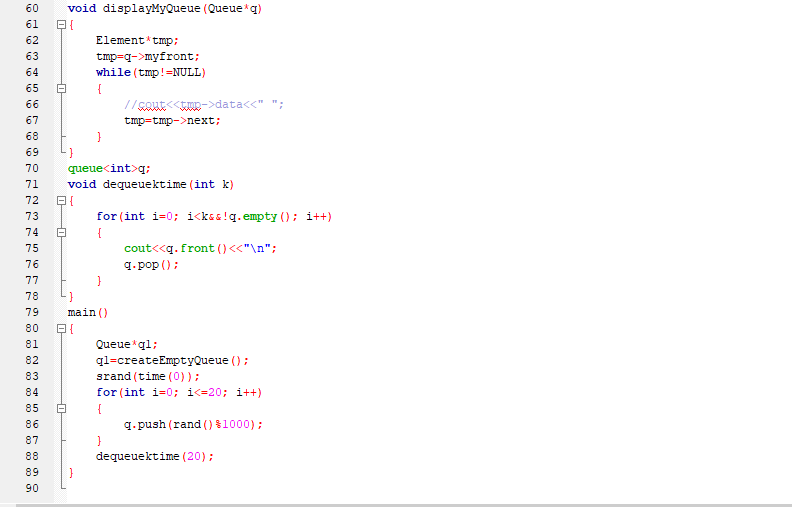 60 void displayMyQueue(Queue*q)
61 {
62     Element*tmp;
63     tmp=q->myfront;
64     while(tmp!=NULL)
65     {
66         //cout<<tmp->data<<" ";
67         tmp=tmp->next;
68     }
69 }
70 queue<int>q;
71 void dequeuektime(int k)
72 {
73     for(int i=0; i<k&&!q.empty(); i++)
74     {
75         cout<<q.front()<<"\n";
76         q.pop();
77     }
78 }
79 main()
80 {
81     Queue*ql;
82     ql=createEmptyQueue();
83     srand(time(0));
84     for(int i=0; i<=20; i++)
85     {
86         q.push(rand()%1000);
87     }
88     dequeuektime(20);
89 }
90